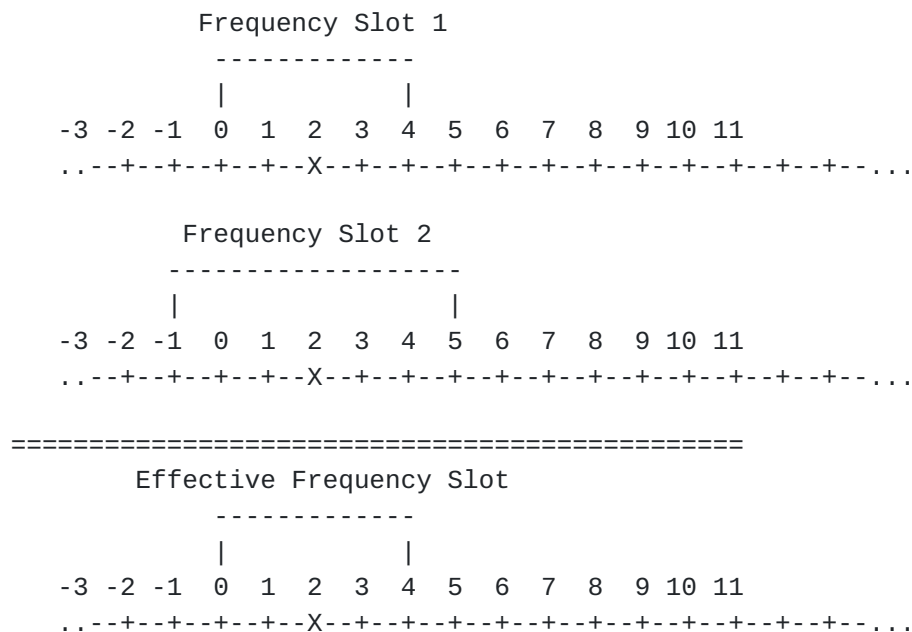 Frequency Slot 1
-------------
|           |
-3 -2 -1  0  1  2  3  4  5  6  7  8  9 10 11
..--+--+--+--+--X--+--+--+--+--+--+--+--+--+--+--+--...
Frequency Slot 2
-------------------
|                 |
-3 -2 -1  0  1  2  3  4  5  6  7  8  9 10 11
..--+--+--+--+--X--+--+--+--+--+--+--+--+--+--+--+--...
===============================================
Effective Frequency Slot
-------------
|           |
-3 -2 -1  0  1  2  3  4  5  6  7  8  9 10 11
..--+--+--+--+--X--+--+--+--+--+--+--+--+--+--+--+--...